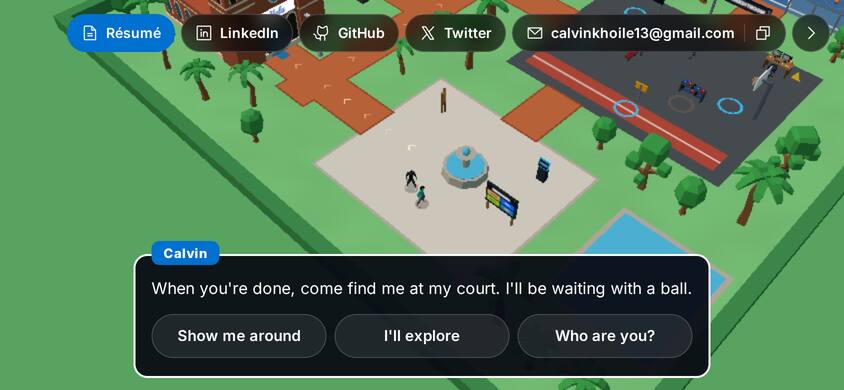 Résumé
LinkedIn
GitHub
Twitter
calvinkhoile13@gmail.com
Calvin
When you're done, come find me at my court. I'll be waiting with a ball.
Show me around
I'll explore
Who are you?